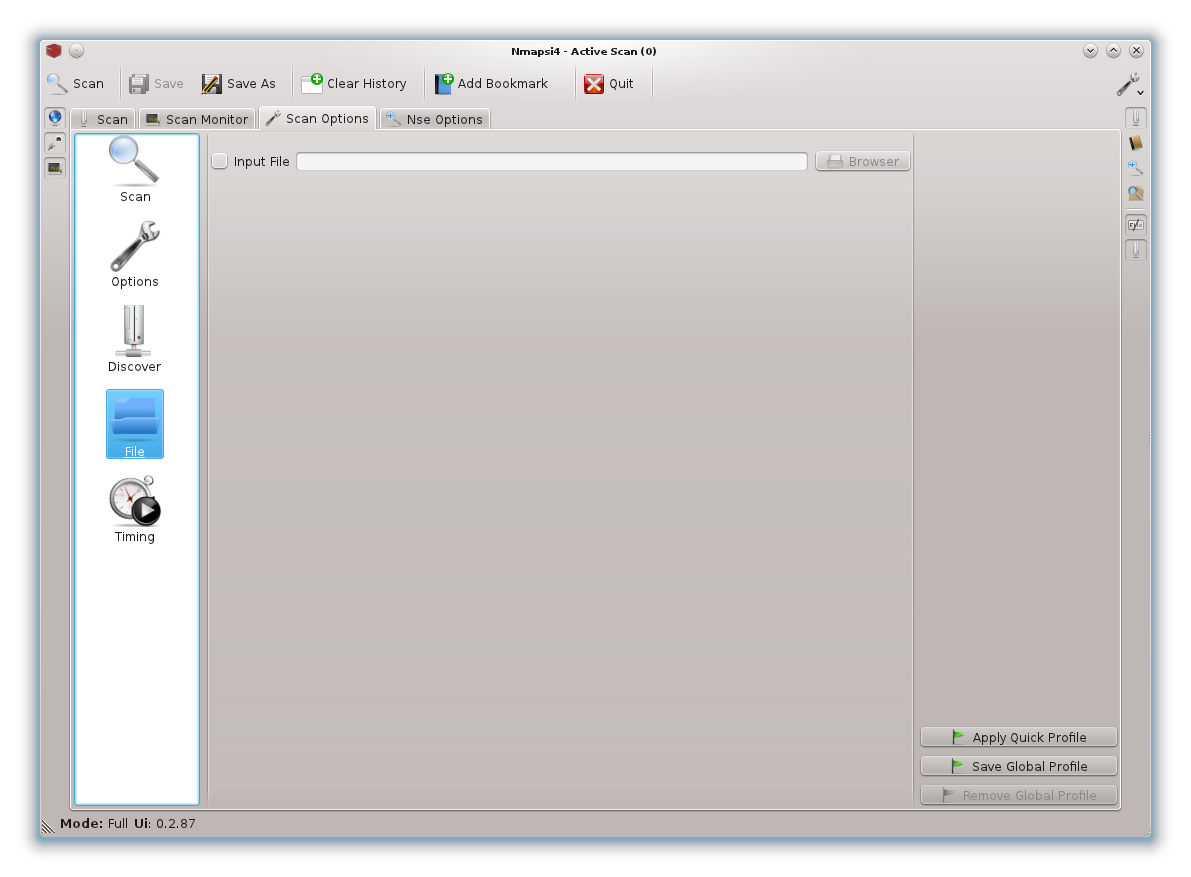 Nmapsi4 - Active Scan (0)
Scan Save Save As Clear History Add Bookmark Quit
Scan Scan Monitor Scan Options Nse Options
Scan
Options
Discover
File
Timing
Input File Browser
Apply Quick Profile
Save Global Profile
Remove Global Profile
Mode: Full Ui: 0.2.87